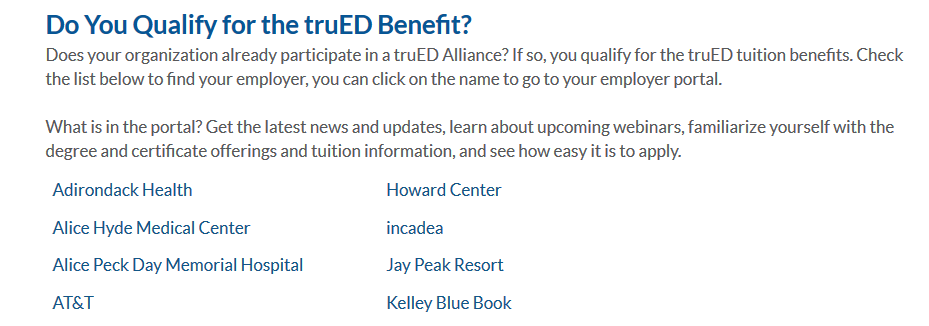 Do You Qualify for the truED Benefit?
Does your organization already participate in a truED Alliance? If so, you qualify for the truED tuition benefits. Check
the list below to find your employer, you can click on the name to go to your employer portal.
What is in the portal? Get the latest news and updates, learn about upcoming webinars, familiarize yourself with the
degree and certificate offerings and tuition information, and see how easy it is to apply.
Adirondack Health
Howard Center
Alice Hyde Medical Center
incadea
Alice Peck Day Memorial Hospital
Jay Peak Resort
AT&T
Kelley Blue Book